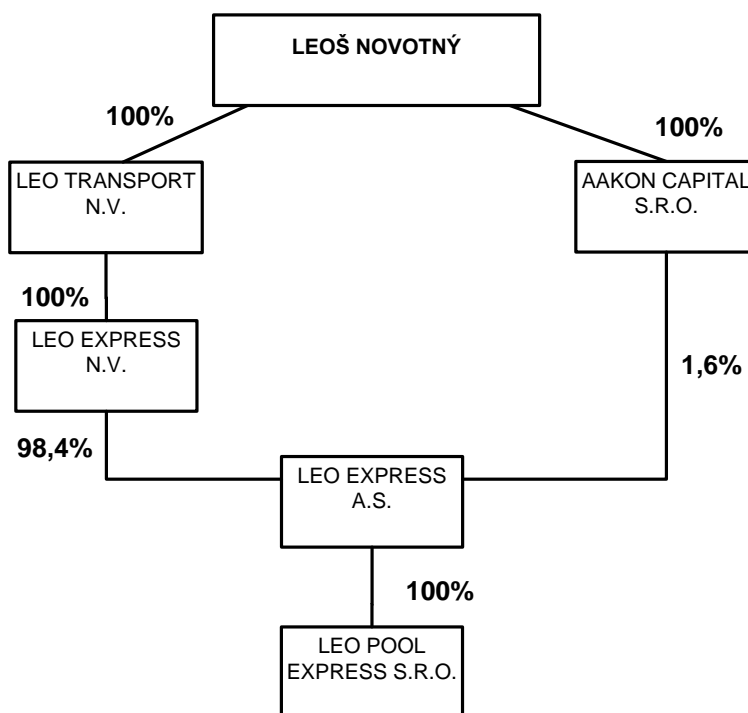 LEOŠ NOVOTNÝ
100%
100%
LEO TRANSPORT
N.V.
AAKON CAPITAL
S.R.O.
100%
LEO EXPRESS
N.V.
1,6%
98,4%
LEO EXPRESS
A.S.
100%
LEO POOL
EXPRESS S.R.O.